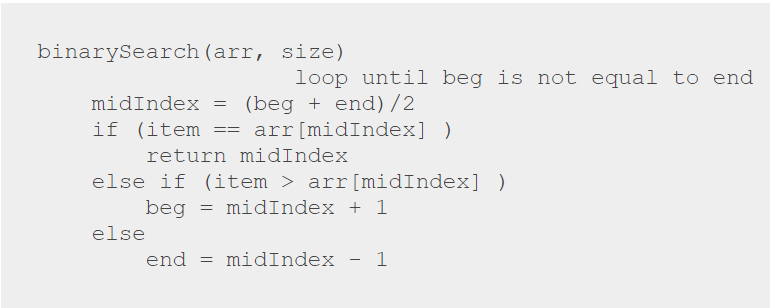 binarySearch(arr, size)
loop until beg is not equal to end
midIndex = (beg + end)/2
if (item == arr[midIndex] )
return midIndex
else if (item > arr[midIndex] )
beg = midIndex + 1
else
end = midIndex - 1